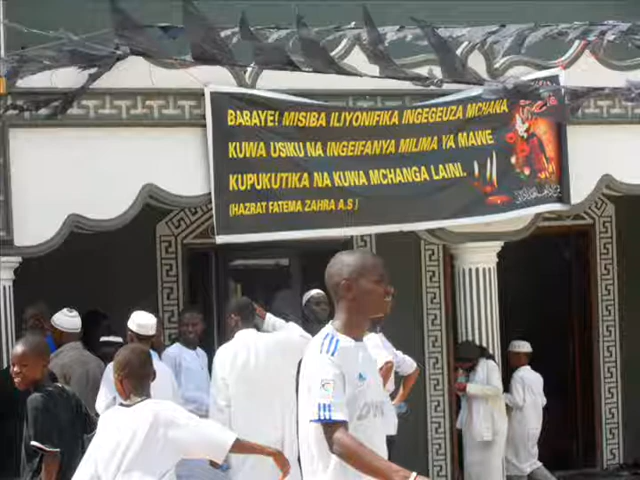 BABAYE! MISIBA ILIYONIFIKA INGEGEUZA MCHANA
KUWA USIKU NA INGEIFANYA MILIMA YA MAWE
KUPUKUTIKA NA KUWA MCHANGA LAINI.
(HAZRAT FATEMA ZAHRA A.S)